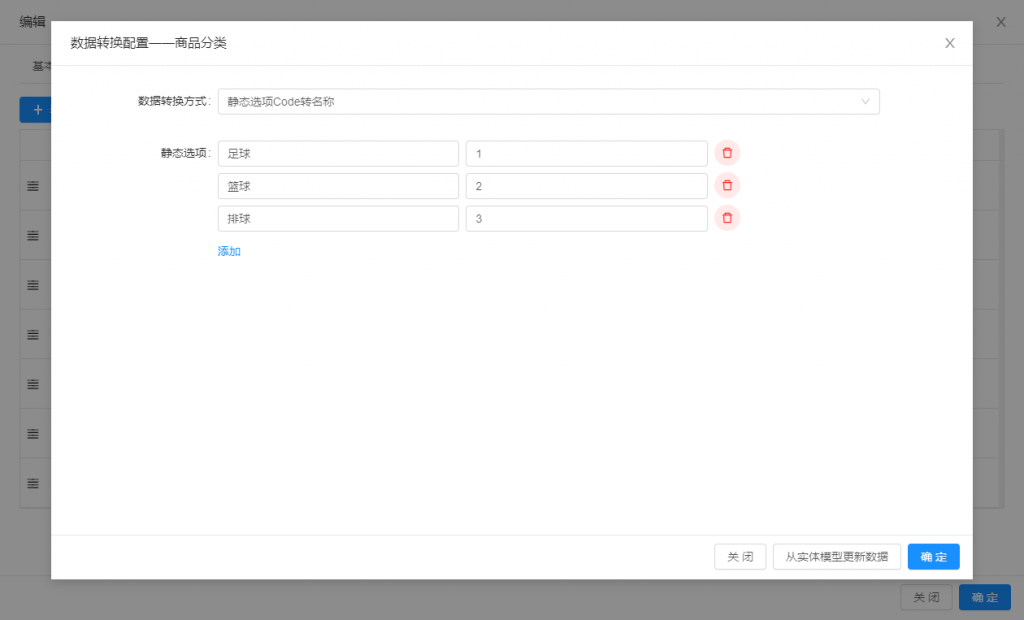 编辑
数据转换配置——商品分类
数据转换方式: 静态选项Code转名称
静态选项: 足球 1
篮球 2
排球 3
添加
关 闭 从实体模型更新数据 确 定
关 闭 确 定